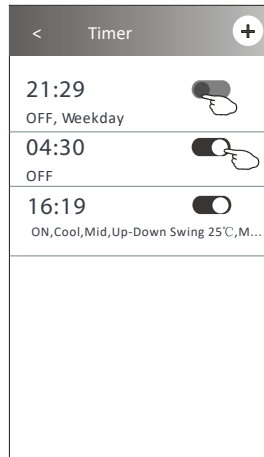 < Timer +
21:29
OFF, Weekday
04:30
OFF
16:19
ON,Cool,Mid,Up-Down Swing 25℃,M...